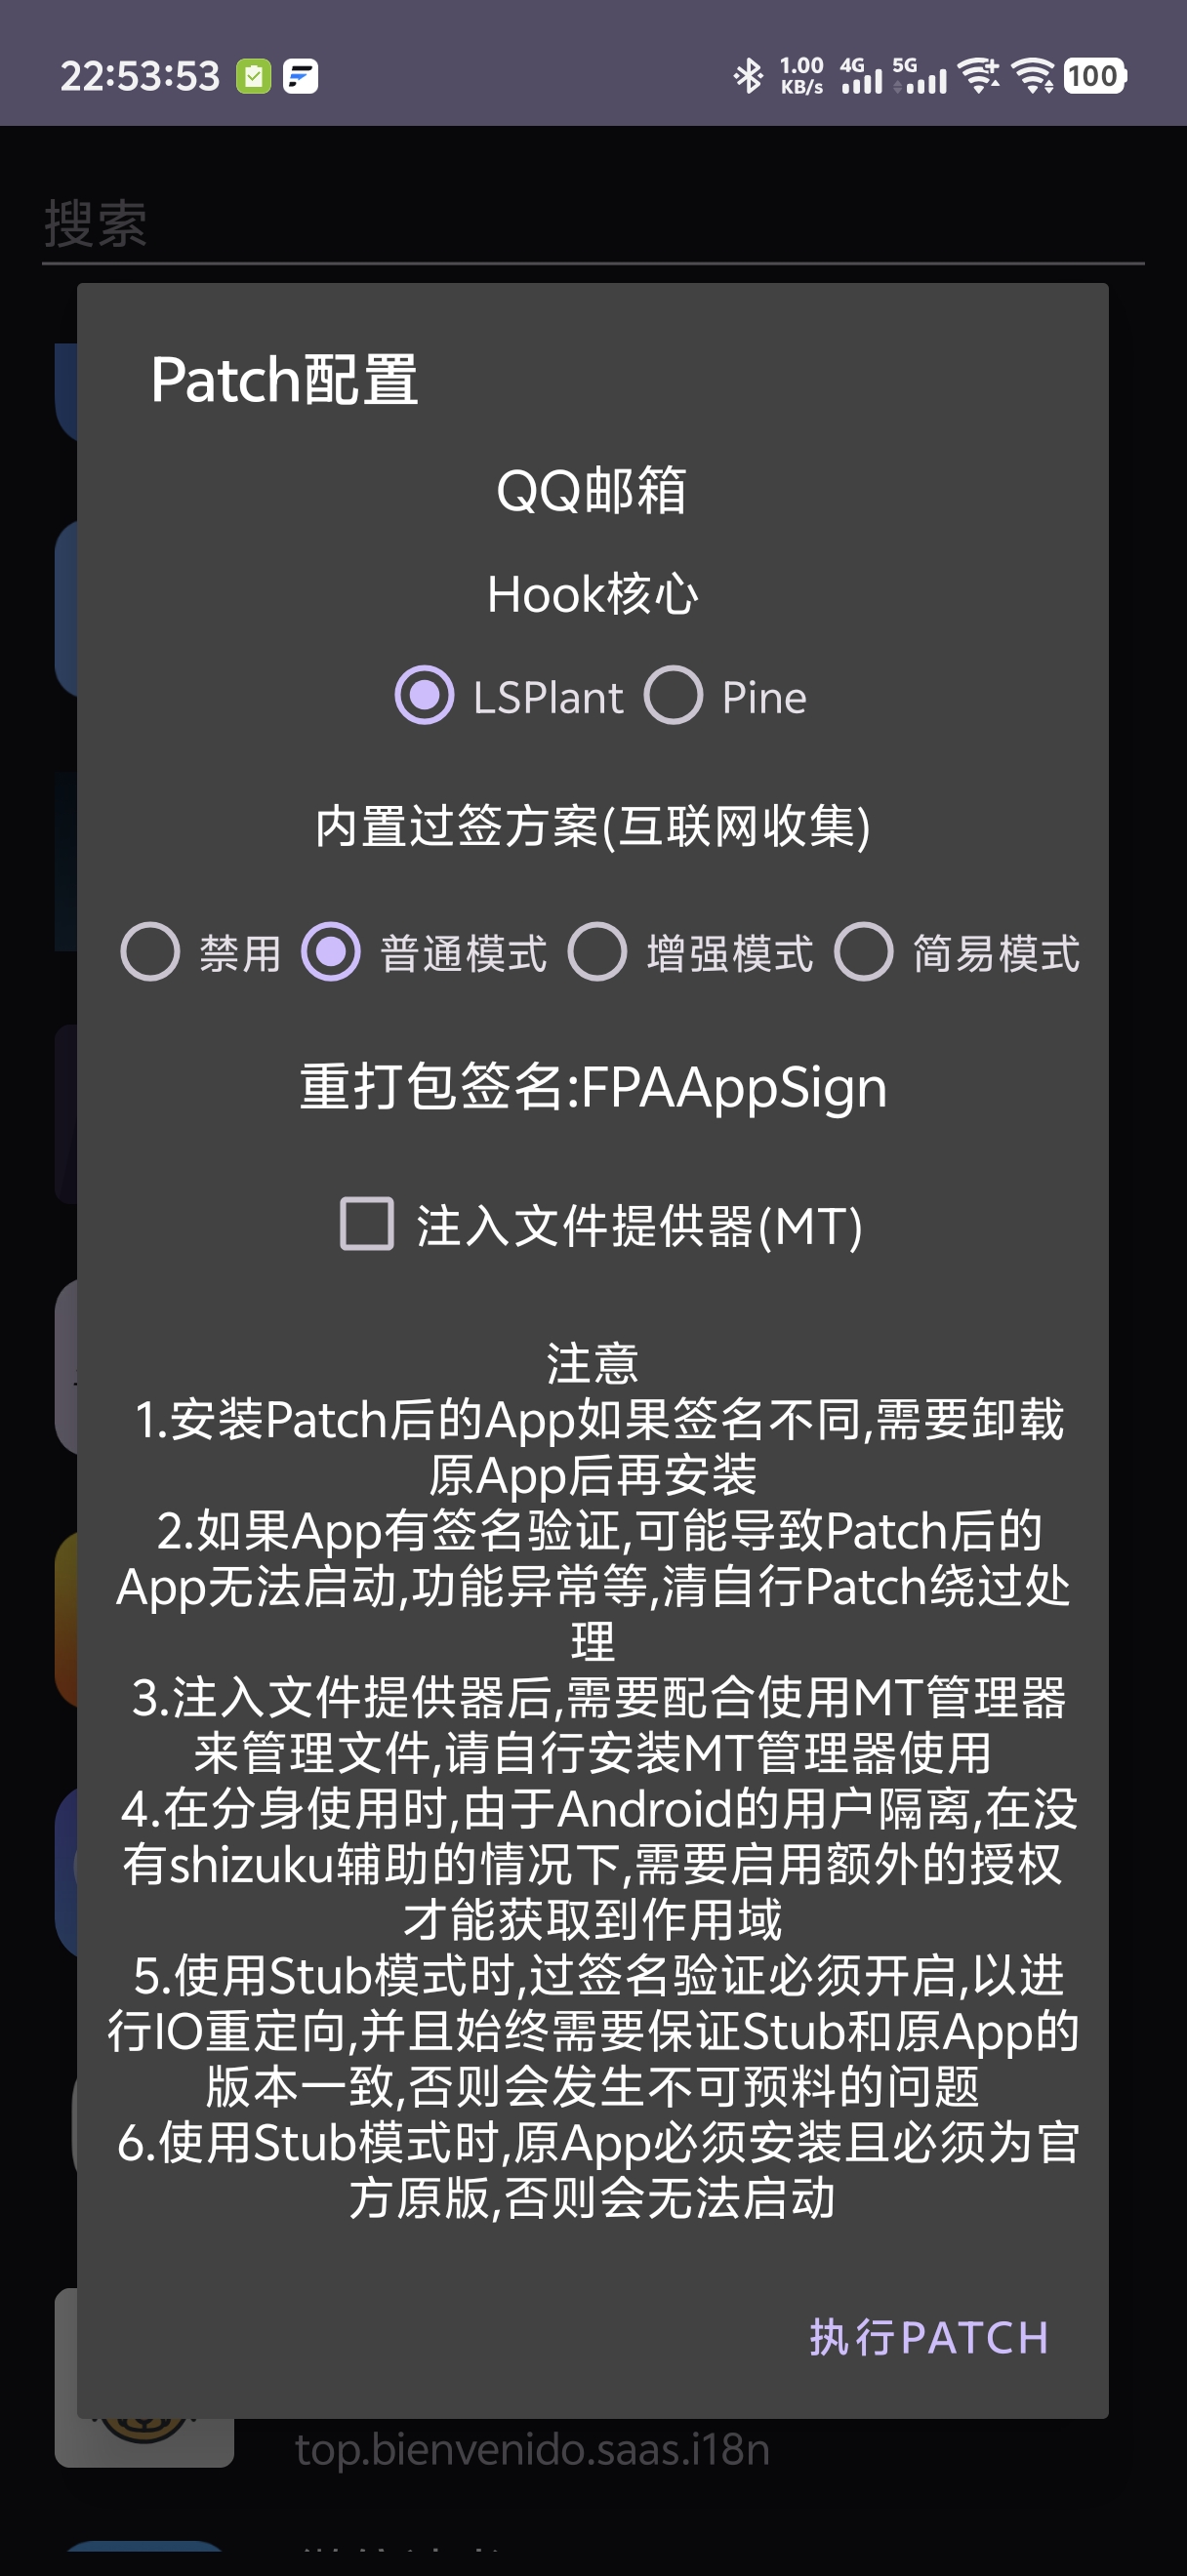 22:53:53
1.00 KB/s 4G 5G 100
搜索
Patch配置
QQ邮箱
Hook核心
LSPlant Pine
内置过签方案(互联网收集)
禁用 普通模式 增强模式 简易模式
重打包签名:FPAAppSign
注入文件提供器(MT)
注意
1.安装Patch后的App如果签名不同,需要卸载
原App后再安装
2.如果App有签名验证,可能导致Patch后的
App无法启动,功能异常等,清自行Patch绕过处
理
3.注入文件提供器后,需要配合使用MT管理器
来管理文件,请自行安装MT管理器使用
4.在分身使用时,由于Android的用户隔离,在没
有shizuku辅助的情况下,需要启用额外的授权
才能获取到作用域
5.使用Stub模式时,过签名验证必须开启,以进
行IO重定向,并且始终需要保证Stub和原App的
版本一致,否则会发生不可预料的问题
6.使用Stub模式时,原App必须安装且必须为官
方原版,否则会无法启动
执行PATCH
top.bienvenido.saas.i18n